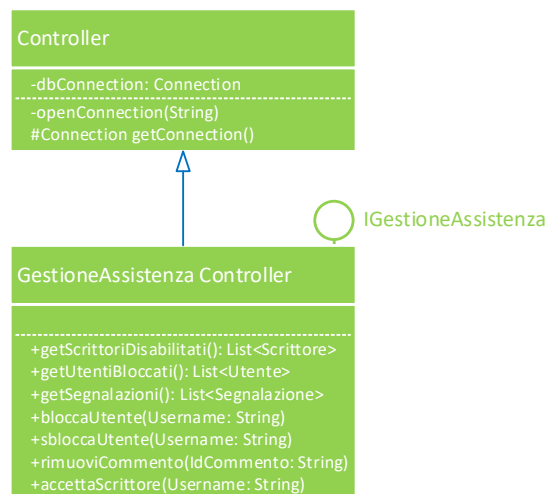 Controller
-dbConnection: Connection
-openConnection(String)
#Connection getConnection()
IGestioneAssistenza
GestioneAssistenza Controller
+getScrittoriDisabilitati(): List<Scrittore>
+getUtentiBloccati(): List<Utente>
+getSegnalazioni(): List<Segnalazione>
+bloccaUtente(Username: String)
+sbloccaUtente(Username: String)
+rimuoviCommento(IdCommento: String)
+accettaScrittore(Username: String)